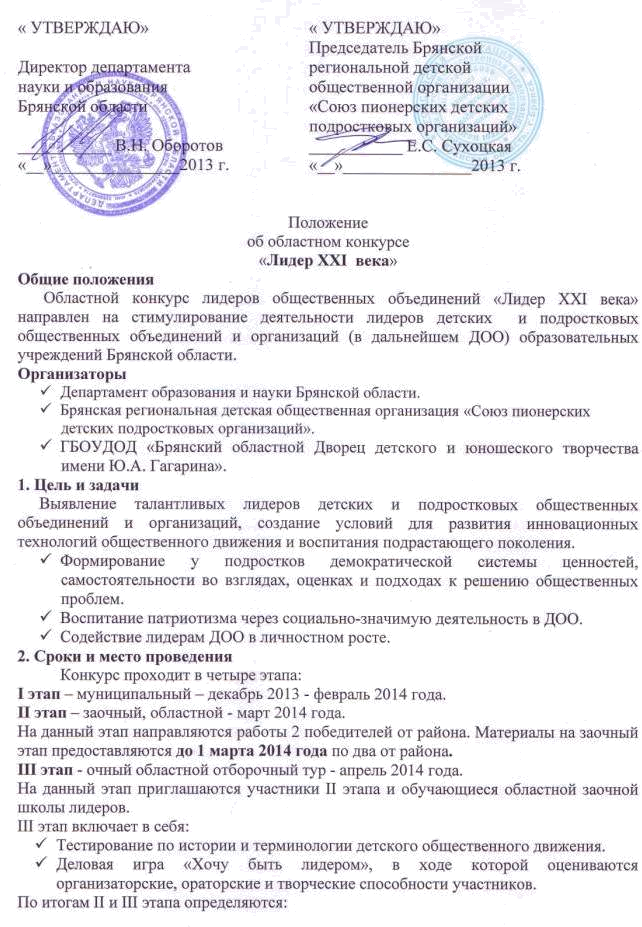 « УТВЕРЖДАЮ»
Директор департамента
науки и образования
Брянской области
В.Н. Оборотов
«__»______________2013 г.
« УТВЕРЖДАЮ»
Председатель Брянской
региональной детской
общественной организации
«Союз пионерских детских
подростковых организаций»
___________ Е.С. Сухоцкая
«__»_______________2013 г.
Положение
об областном конкурсе
«Лидер XXI века»
Общие положения
Областной конкурс лидеров общественных объединений «Лидер XXI века»
направлен на стимулирование деятельности лидеров детских и подростковых
общественных объединений и организаций (в дальнейшем ДОО) образовательных
учреждений Брянской области.
Организаторы
✓ Департамент образования и науки Брянской области.
✓ Брянская региональная детская общественная организация «Союз пионерских
детских подростковых организаций».
✓ ГБОУДОД «Брянский областной Дворец детского и юношеского творчества
имени Ю.А. Гагарина».
1. Цель и задачи
Выявление талантливых лидеров детских и подростковых общественных
объединений и организаций, создание условий для развития инновационных
технологий общественного движения и воспитания подрастающего поколения.
✓ Формирование у подростков демократической системы ценностей,
самостоятельности во взглядах, оценках и подходах к решению общественных
проблем.
✓ Воспитание патриотизма через социально-значимую деятельность в ДОО.
✓ Содействие лидерам ДОО в личностном росте.
2. Сроки и место проведения
Конкурс проходит в четыре этапа:
I этап – муниципальный – декабрь 2013 - февраль 2014 года.
II этап – заочный, областной - март 2014 года.
На данный этап направляются работы 2 победителей от района. Материалы на заочный
этап предоставляются до 1 марта 2014 года по два от района.
III этап - очный областной отборочный тур - апрель 2014 года.
На данный этап приглашаются участники II этапа и обучающиеся областной заочной
школы лидеров.
III этап включает в себя:
✓ Тестирование по истории и терминологии детского общественного движения.
✓ Деловая игра «Хочу быть лидером», в ходе которой оцениваются
организаторские, ораторские и творческие способности участников.
По итогам II и III этапа определяются: